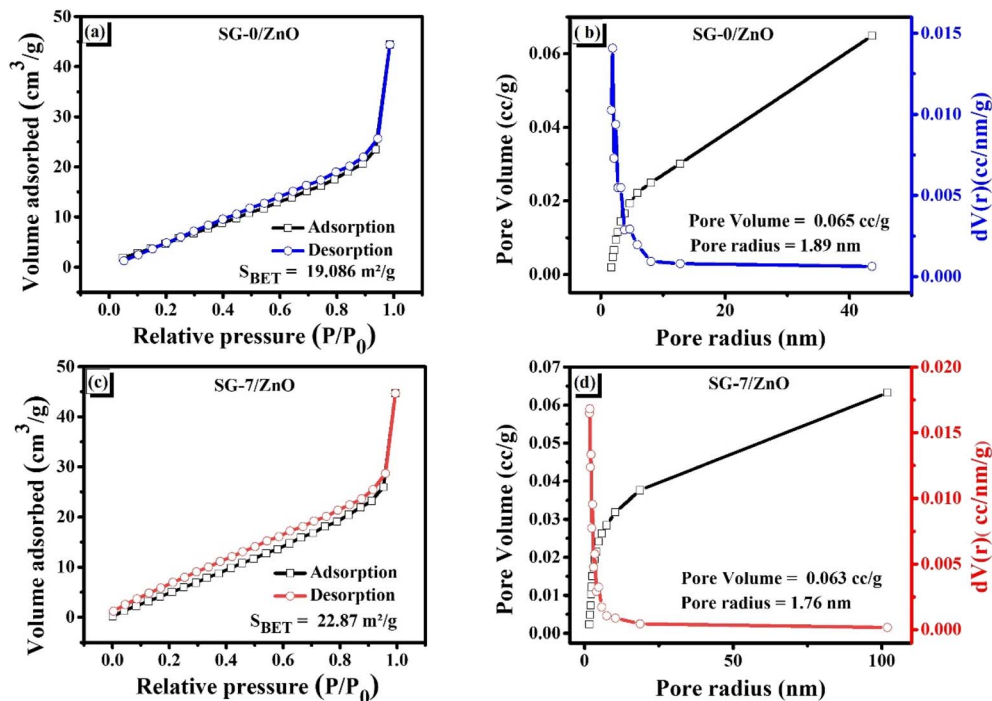 (a)
SG-0/ZnO
Volume adsorbed (cm³/g)
50
40
30
20
10
0
Adsorption
Desorption
S_BET = 19.086 m²/g
0.0 0.2 0.4 0.6 0.8 1.0
Relative pressure (P/P₀)
(b)
SG-0/ZnO
Pore Volume (cc/g)
0.06
0.04
0.02
0.00
Pore Volume = 0.065 cc/g
Pore radius = 1.89 nm
0.015
0.010
0.005
0.000
dV(r)(cc/nm/g)
0 10 20 30 40
Pore radius (nm)
(c)
SG-7/ZnO
Volume adsorbed (cm³/g)
50
40
30
20
10
0
Adsorption
Desorption
S_BET = 22.87 m²/g
0.0 0.2 0.4 0.6 0.8 1.0
Relative pressure (P/P₀)
(d)
SG-7/ZnO
Pore Volume (cc/g)
0.07
0.06
0.05
0.04
0.03
0.02
0.01
0.00
Pore Volume = 0.063 cc/g
Pore radius = 1.76 nm
0.020
0.015
0.010
0.005
0.000
dV(r)( cc/nm/g)
0 50 100
Pore radius (nm)